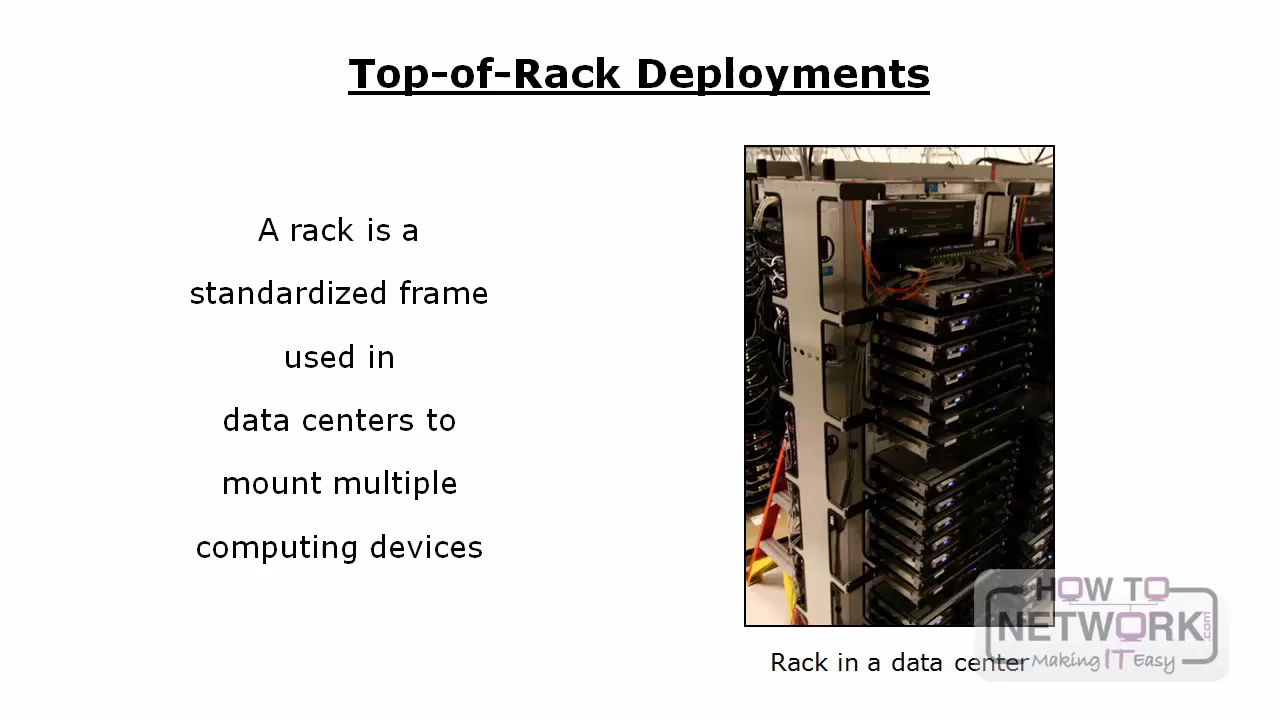 Top-of-Rack Deployments
A rack is a
standardized frame
used in
data centers to
mount multiple
computing devices
Rack in a data center
HOW TO
NETWORK.com
Making IT Easy